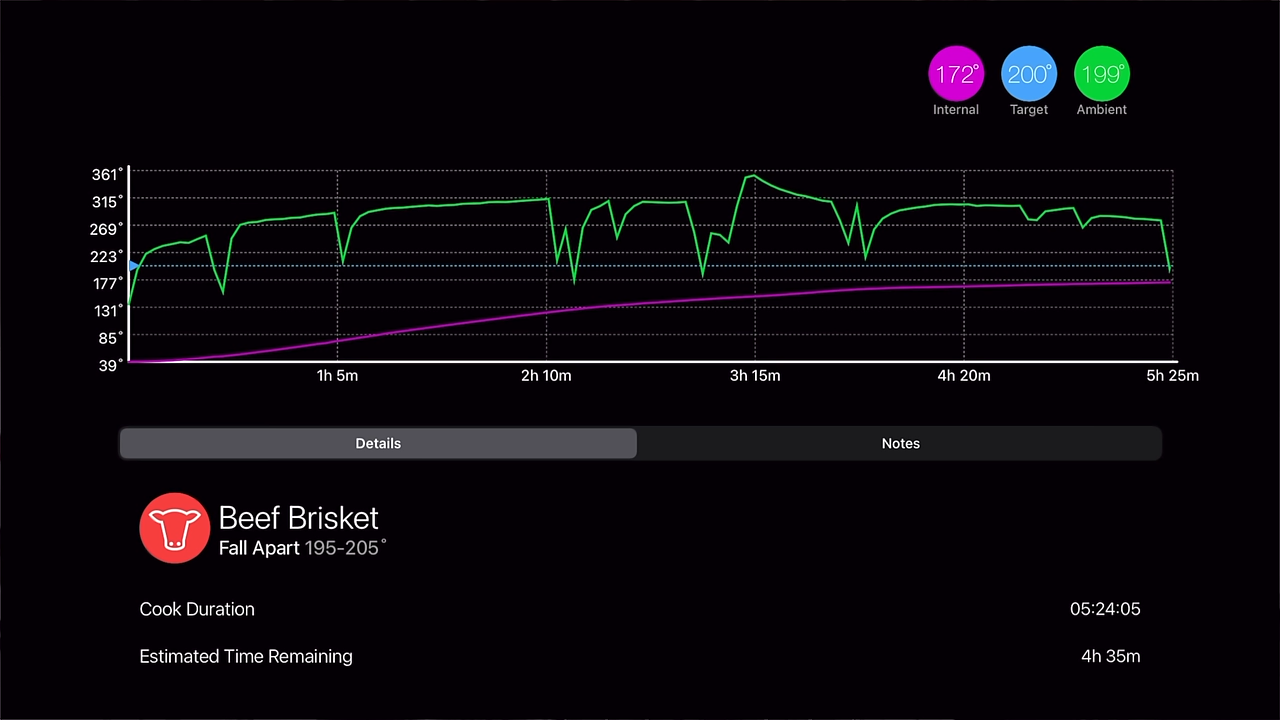 172° 200° 199°
Internal Target Ambient
361°
315°
269°
223°
177°
131°
85°
39°
1h 5m 2h 10m 3h 15m 4h 20m 5h 25m
Details Notes
Beef Brisket
Fall Apart 195-205°
Cook Duration 05:24:05
Estimated Time Remaining 4h 35m